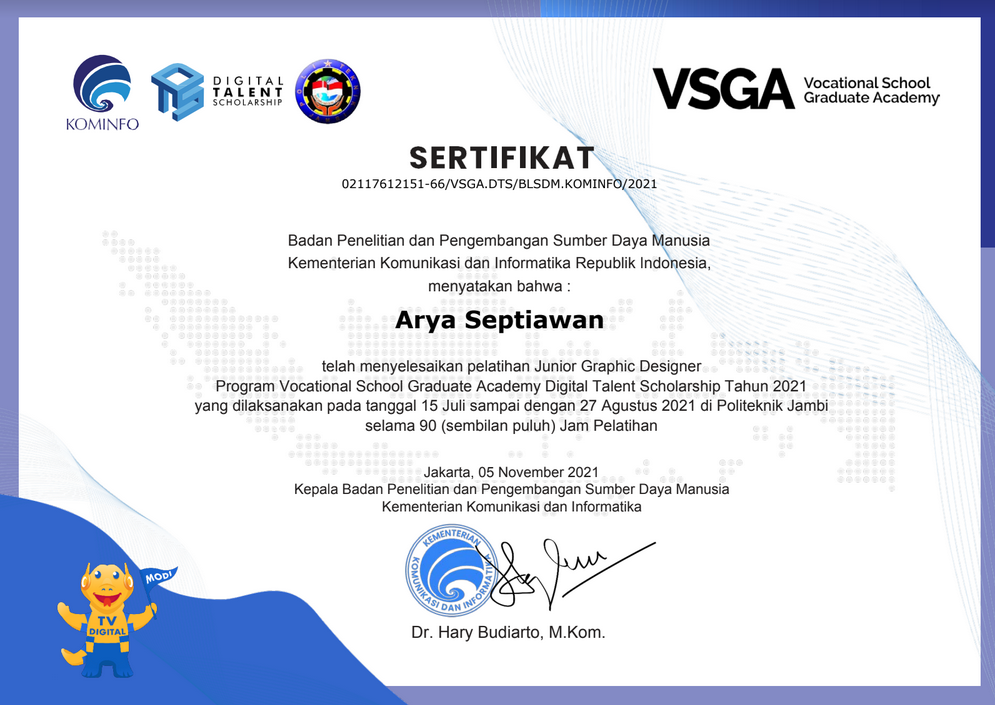 KOMINFO
DIGITAL
TALENT
SCHOLARSHIP
VSGA
Vocational School
Graduate Academy
SERTIFIKAT
02117612151-66/VSGA.DTS/BLSDM.KOMINFO/2021
Badan Penelitian dan Pengembangan Sumber Daya Manusia
Kementerian Komunikasi dan Informatika Republik Indonesia,
menyatakan bahwa :
Arya Septiawan
telah menyelesaikan pelatihan Junior Graphic Designer
Program Vocational School Graduate Academy Digital Talent Scholarship Tahun 2021
yang dilaksanakan pada tanggal 15 Juli sampai dengan 27 Agustus 2021 di Politeknik Jambi
selama 90 (sembilan puluh) Jam Pelatihan
Jakarta, 05 November 2021
Kepala Badan Penelitian dan Pengembangan Sumber Daya Manusia
Kementerian Komunikasi dan Informatika
KEMENTERIAN
KOMUNIKASI DAN INFORMATIKA
Dr. Hary Budiarto, M.Kom.
MODI
TV
DIGITAL